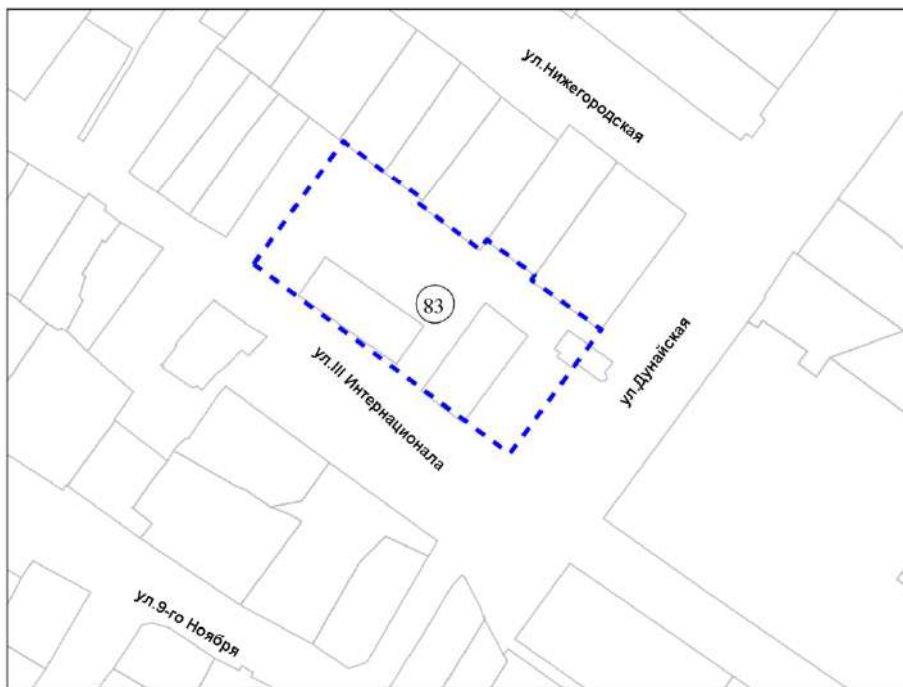 ул.Нижегородская
83
ул.Дунайская
ул.III Интернационала
ул.9-го Ноября